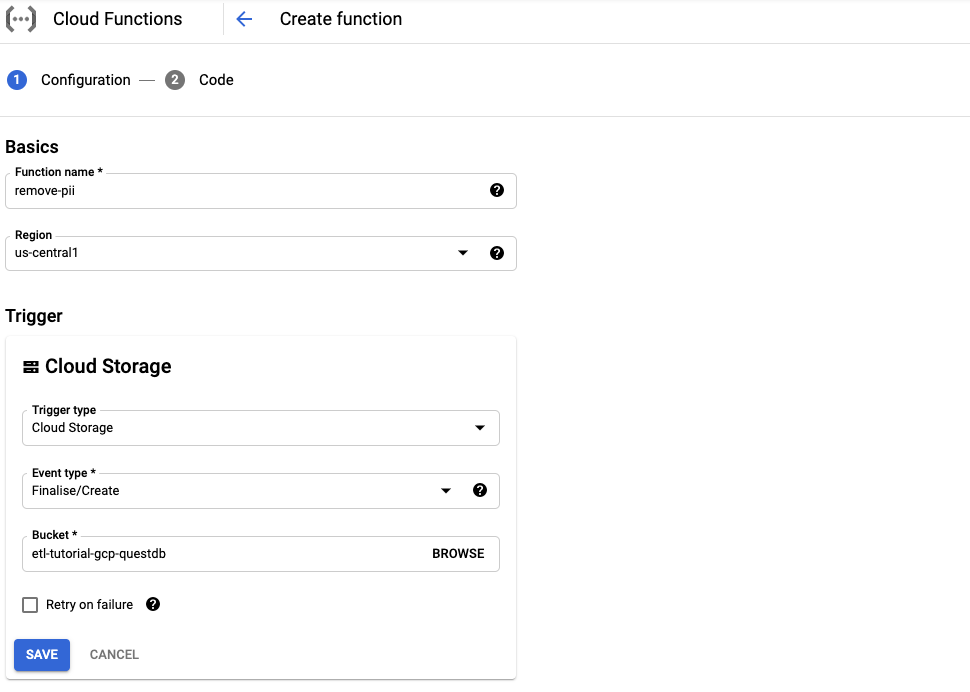 Cloud Functions Create function
1 Configuration — 2 Code
Basics
Function name *
remove-pii
Region
us-central1
Trigger
Cloud Storage
Trigger type
Cloud Storage
Event type *
Finalise/Create
Bucket *
etl-tutorial-gcp-questdb BROWSE
Retry on failure
SAVE CANCEL